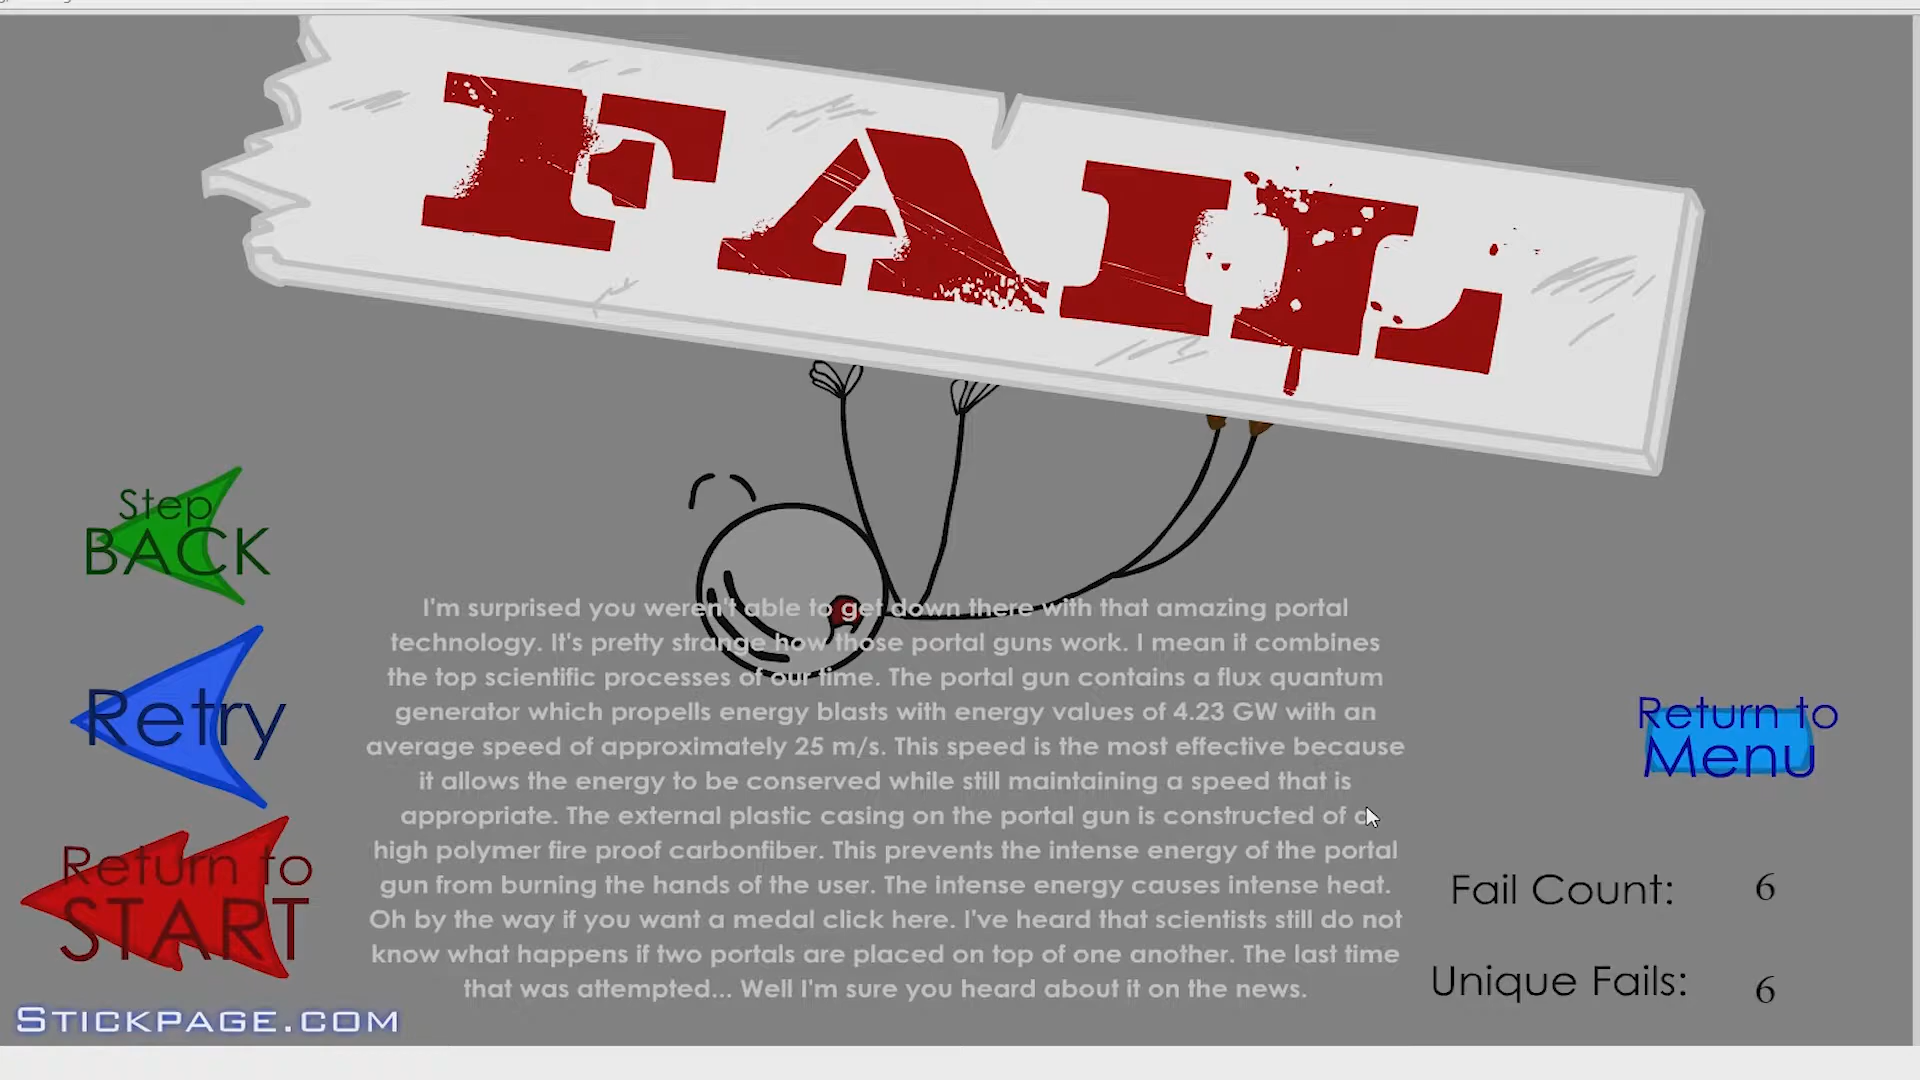 FAIL
Step
BACK
Retry
Return to
START
I'm surprised you weren't able to get down there with that amazing portal
technology. It's pretty strange how those portal guns work. I mean it combines
the top scientific processes of our time. The portal gun contains a flux quantum
generator which propells energy blasts with energy values of 4.23 GW with an
average speed of approximately 25 m/s. This speed is the most effective because
it allows the energy to be conserved while still maintaining a speed that is
appropriate. The external plastic casing on the portal gun is constructed of a
high polymer fire proof carbonfiber. This prevents the intense energy of the portal
gun from burning the hands of the user. The intense energy causes intense heat.
Oh by the way if you want a medal click here. I've heard that scientists still do not
know what happens if two portals are placed on top of one another. The last time
that was attempted... Well I'm sure you heard about it on the news.
Return to
Menu
Fail Count: 6
Unique Fails: 6
STICKPAGE.COM